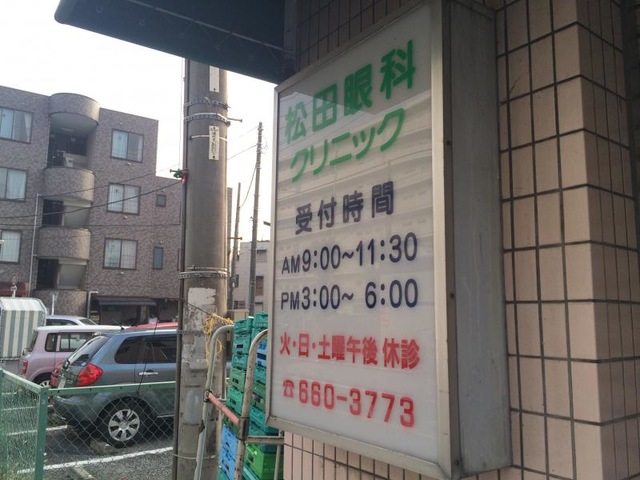 松田眼科
クリニック
受付時間
AM9:00~11:30
PM3:00~ 6:00
火・日・土曜午後 休診
☎660-3773